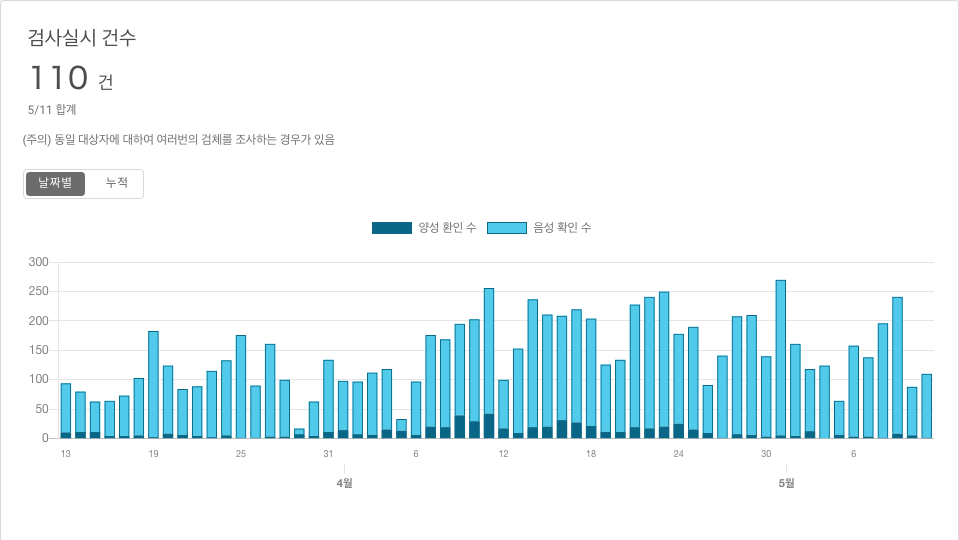 검사실시 건수
110 건
5/11 합계
(주의) 동일 대상자에 대하여 여러번의 검체를 조사하는 경우가 있음
날짜별 누적
양성 환인 수 음성 확인 수
300
250
200
150
100
50
0
13 19 25 31 6 12 18 24 30 6
4월 5월